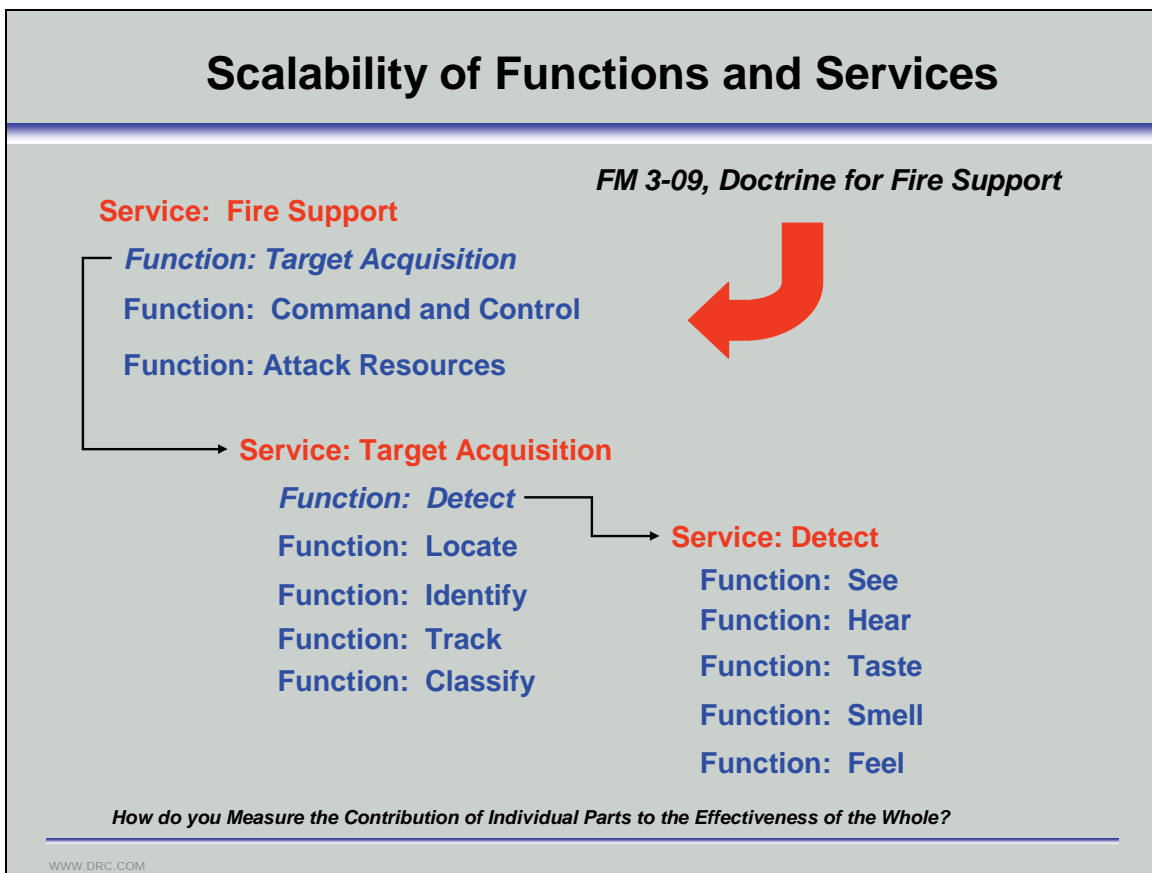 Scalability of Functions and Services
FM 3-09, Doctrine for Fire Support
Service: Fire Support
Function: Target Acquisition
Function: Command and Control
Function: Attack Resources
Service: Target Acquisition
Function: Detect
Function: Locate
Function: Identify
Function: Track
Function: Classify
Service: Detect
Function: See
Function: Hear
Function: Taste
Function: Smell
Function: Feel
How do you Measure the Contribution of Individual Parts to the Effectiveness of the Whole?
WWW.DRC.COM